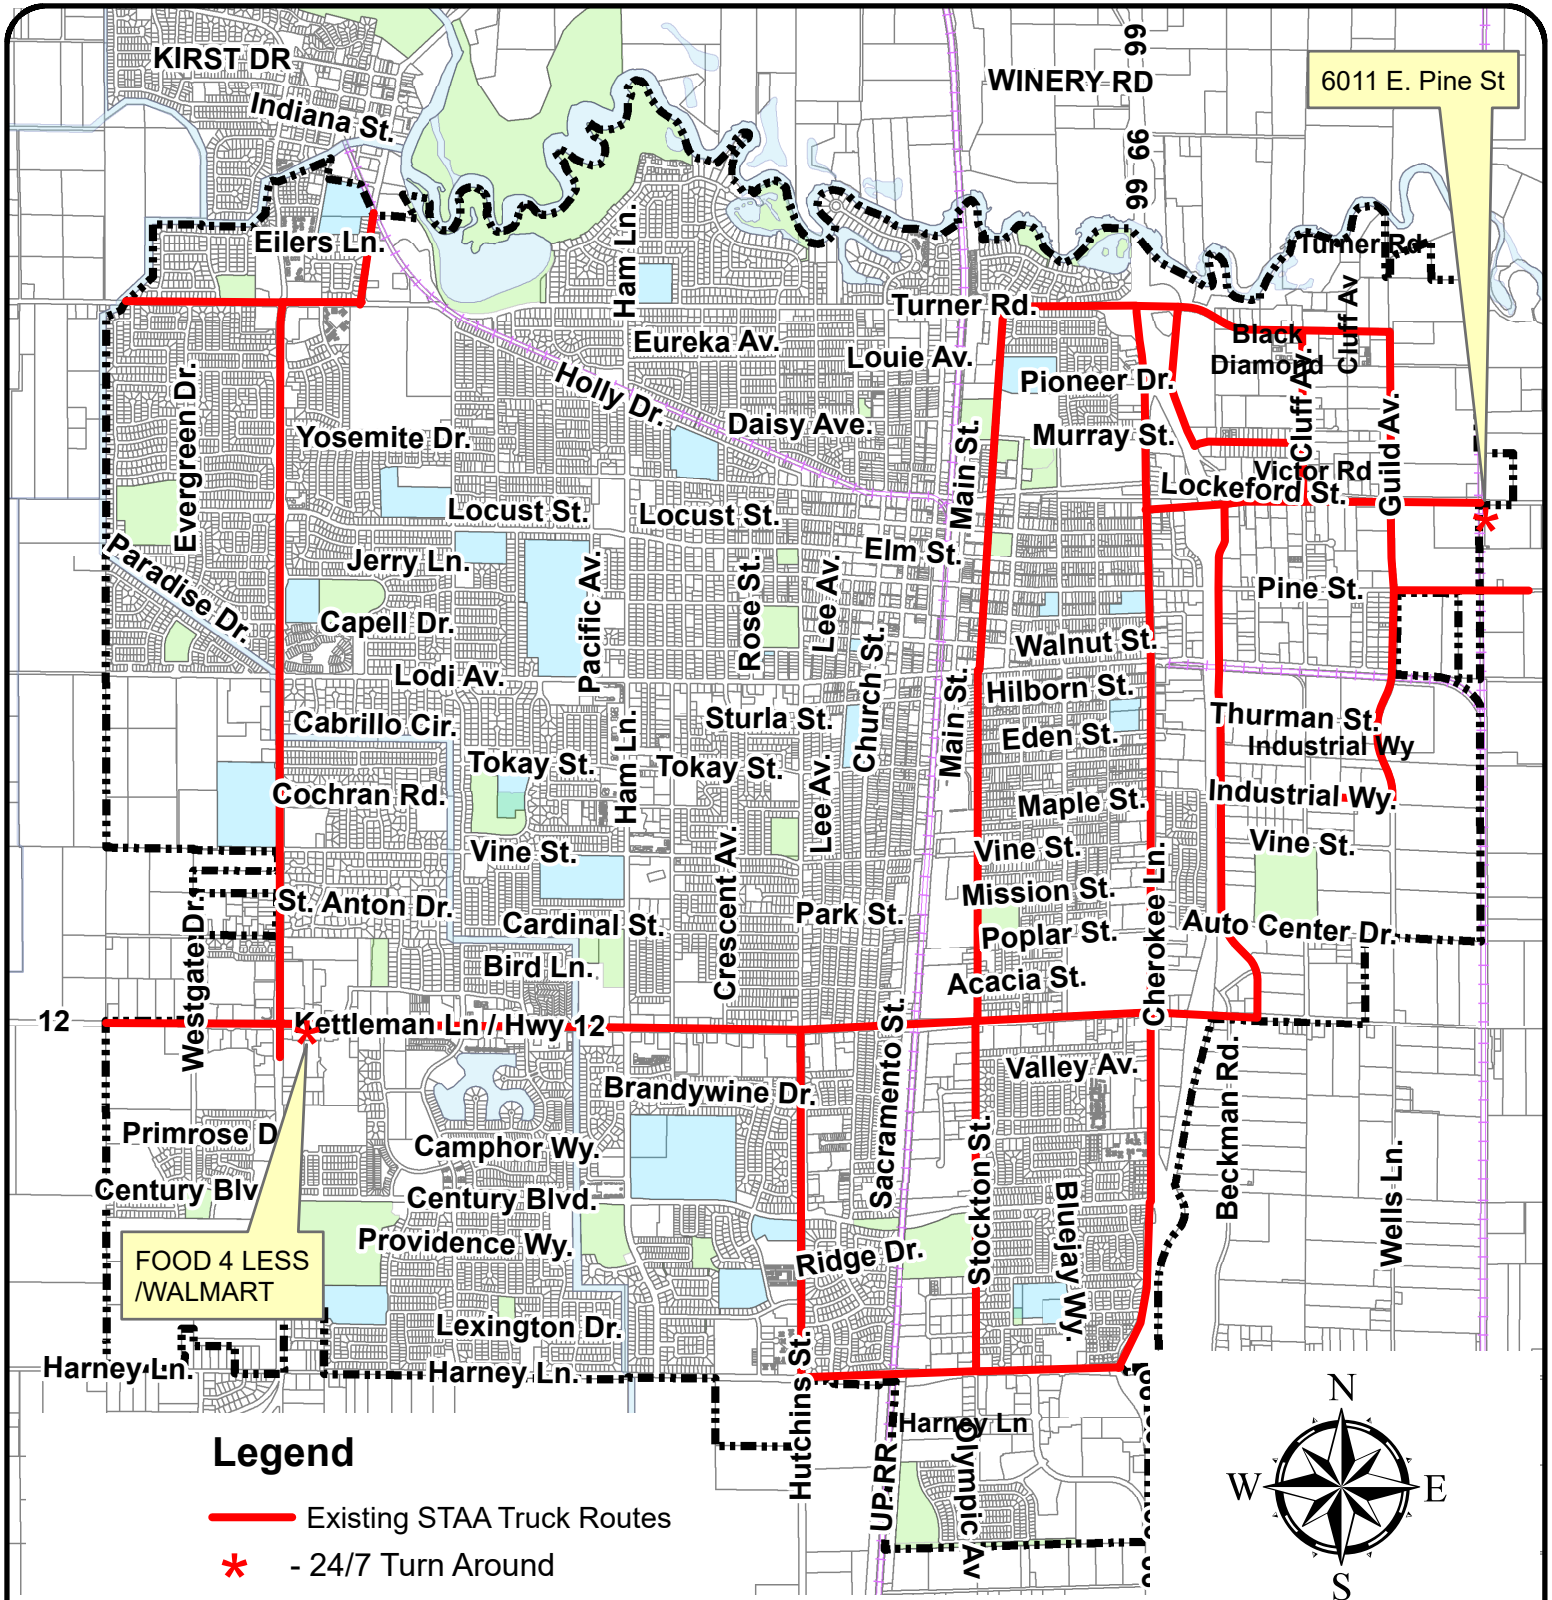 KIRST DR
Indiana St.
WINERY RD
99
99
99
6011 E. Pine St
Eilers Ln.
Ham Ln.
Turner Rd
Turner Rd.
Cluff Av
Eureka Av.
Louie Av.
Black
Diamond
Holly Dr.
Pioneer Dr.
Evergreen Dr.
Yosemite Dr.
Daisy Ave.
Main St.
Murray St.
Cluff Av.
Guild Av.
Victor Rd
Lockeford St.
Locust St.
Locust St.
Elm St.
Paradise Dr.
Jerry Ln.
Pacific Av.
Rose St.
Lee Av.
Pine St.
Capell Dr.
Church St.
Walnut St.
Lodi Av.
Main St.
Hilborn St.
Cabrillo Cir.
Ham Ln.
Sturla St.
Eden St.
Thurman St.
Industrial Wy
Tokay St.
Tokay St.
Cochran Rd.
Lee Av.
Maple St.
Industrial Wy.
Vine St.
Crescent Av.
Vine St.
Vine St.
Cherokee Ln.
Mission St.
St. Anton Dr.
Westgate Dr.
Cardinal St.
Park St.
Poplar St.
Auto Center Dr.
Bird Ln.
Acacia St.
12
Kettleman Ln / Hwy 12
Sacramento St.
Valley Av.
Beckman Rd.
Brandywine Dr.
Primrose D
Camphor Wy.
Stockton St.
Bluejay Wy.
Wells Ln.
Century Blv
Century Blvd.
Providence Wy.
Ridge Dr.
FOOD 4 LESS
/WALMART
Lexington Dr.
Hutchins St.
Harney Ln.
Harney Ln.
Harney Ln
Olympic Av
UP RR
N
W
E
S
Legend
Existing STAA Truck Routes
* - 24/7 Turn Around